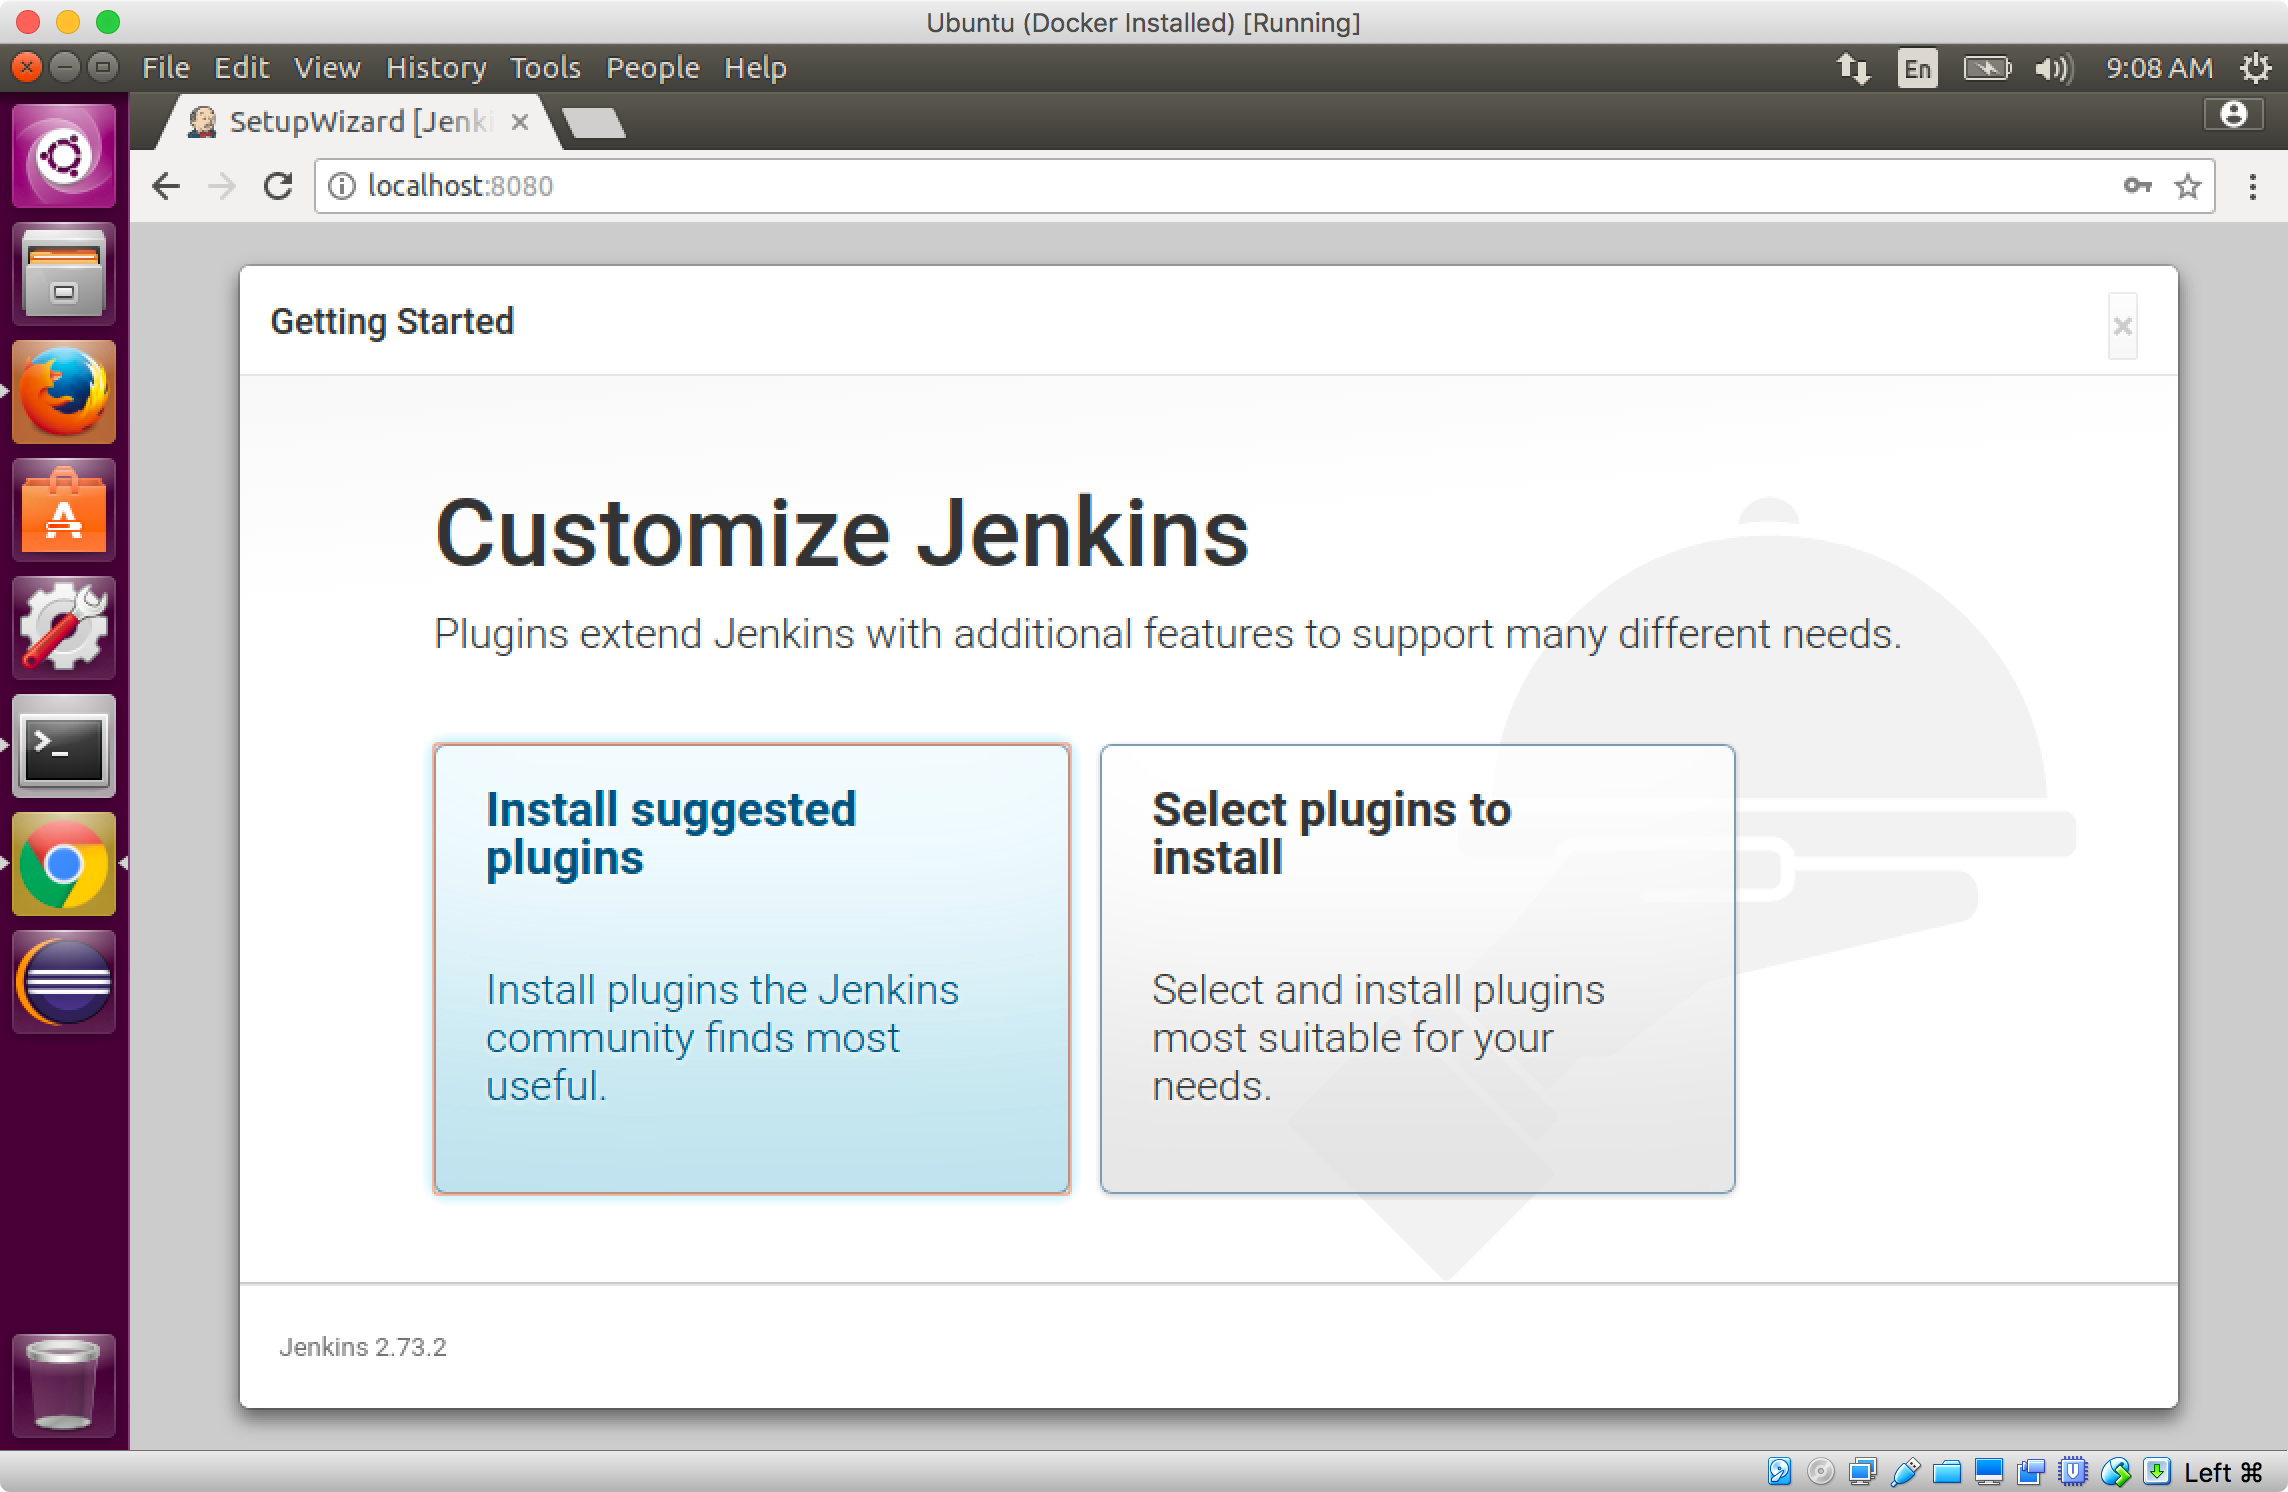 Ubuntu (Docker Installed) [Running]
File Edit View History Tools People Help
En
9:08 AM
SetupWizard [Jenki
localhost:8080
Getting Started
Customize Jenkins
Plugins extend Jenkins with additional features to support many different needs.
Install suggested
plugins
Install plugins the Jenkins
community finds most
useful.
Select plugins to
install
Select and install plugins
most suitable for your
needs.
Jenkins 2.73.2
Left ⌘